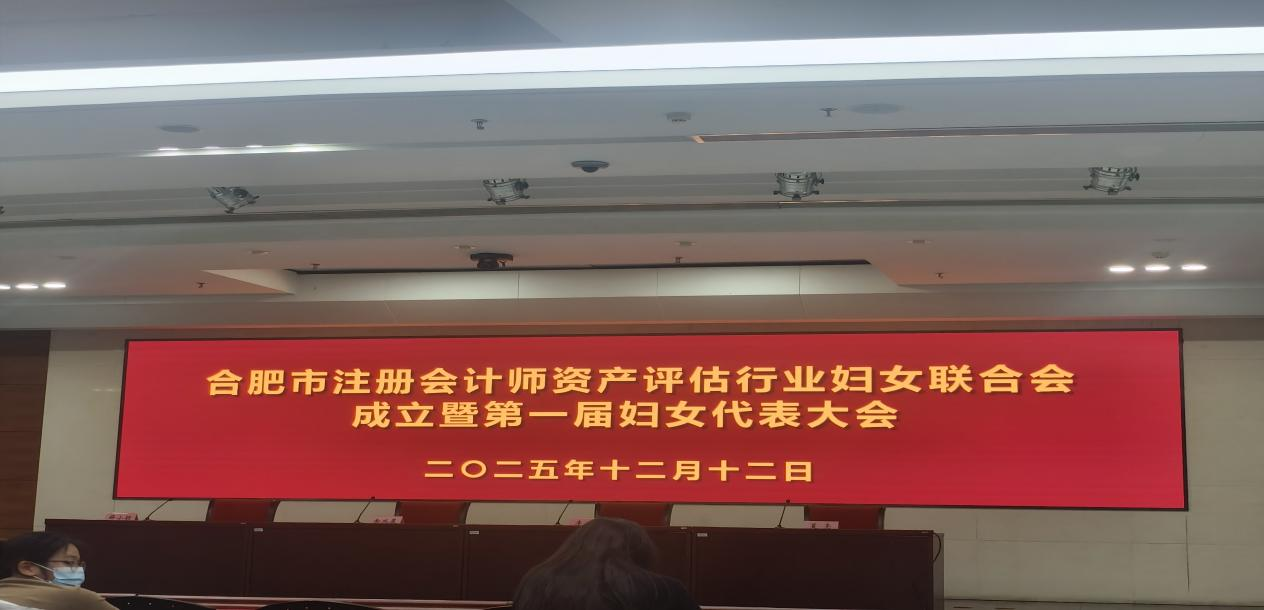 合肥市注册会计师资产评估行业妇女联合会
成立暨第一届妇女代表大会
二〇二五年十二月十二日